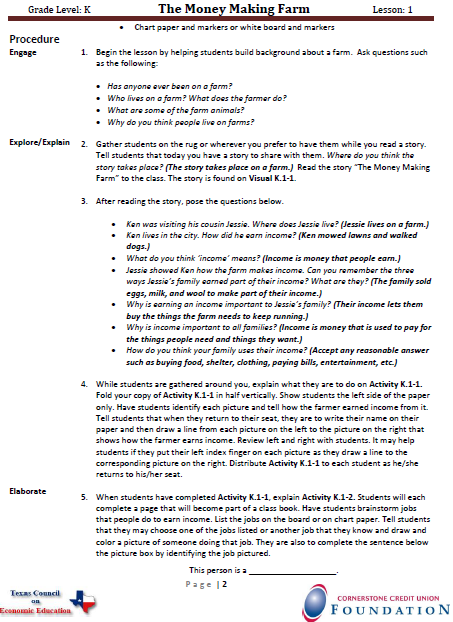 Grade Level: K The Money Making Farm Lesson: 1
• Chart paper and markers or white board and markers
Procedure
Engage 1. Begin the lesson by helping students build background about a farm. Ask questions such
as the following:
• Has anyone ever been on a farm?
• Who lives on a farm? What does the farmer do?
• What are some of the farm animals?
• Why do you think people live on farms?
Explore/Explain 2. Gather students on the rug or wherever you prefer to have them while you read a story.
Tell students that today you have a story to share with them. Where do you think the
story takes place? (The story takes place on a farm.) Read the story "The Money Making
Farm" to the class. The story is found on Visual K.1-1.
3. After reading the story, pose the questions below.
• Ken was visiting his cousin Jessie. Where does Jessie live? (Jessie lives on a farm.)
• Ken lives in the city. How did he earn income? (Ken mowed lawns and walked
dogs.)
• What do you think 'income' means? (Income is money that people earn.)
• Jessie showed Ken how the farm makes income. Can you remember the three
ways Jessie's family earned part of their income? What are they? (The family sold
eggs, milk, and wool to make part of their income.)
• Why is earning an income important to Jessie's family? (Their income lets them
buy the things the farm needs to keep running.)
• Why is income important to all families? (Income is money that is used to pay for
the things people need and things they want.)
• How do you think your family uses their income? (Accept any reasonable answer
such as buying food, shelter, clothing, paying bills, entertainment, etc.)
4. While students are gathered around you, explain what they are to do on Activity K.1-1.
Fold your copy of Activity K.1-1 in half vertically. Show students the left side of the paper
only. Have students identify each picture and tell how the farmer earned income from it.
Tell students that when they return to their seat, they are to write their name on their
paper and then draw a line from each picture on the left to the picture on the right that
shows how the farmer earns income. Review left and right with students. It may help
students if they put their left index finger on each picture as they draw a line to the
corresponding picture on the right. Distribute Activity K.1-1 to each student as he/she
returns to his/her seat.
Elaborate 5. When students have completed Activity K.1-1, explain Activity K.1-2. Students will each
complete a page that will become part of a class book. Have students brainstorm jobs
that people do to earn income. List the jobs on the board or on chart paper. Tell students
that they may choose one of the jobs listed or another job that they know and draw and
color a picture of someone doing that job. They are also to complete the sentence below
the picture box by identifying the job pictured.
This person is a ____________________.
Page | 2
Texas Council
on
Economic Education
CORNERSTONE CREDIT UNION
FOUNDATION